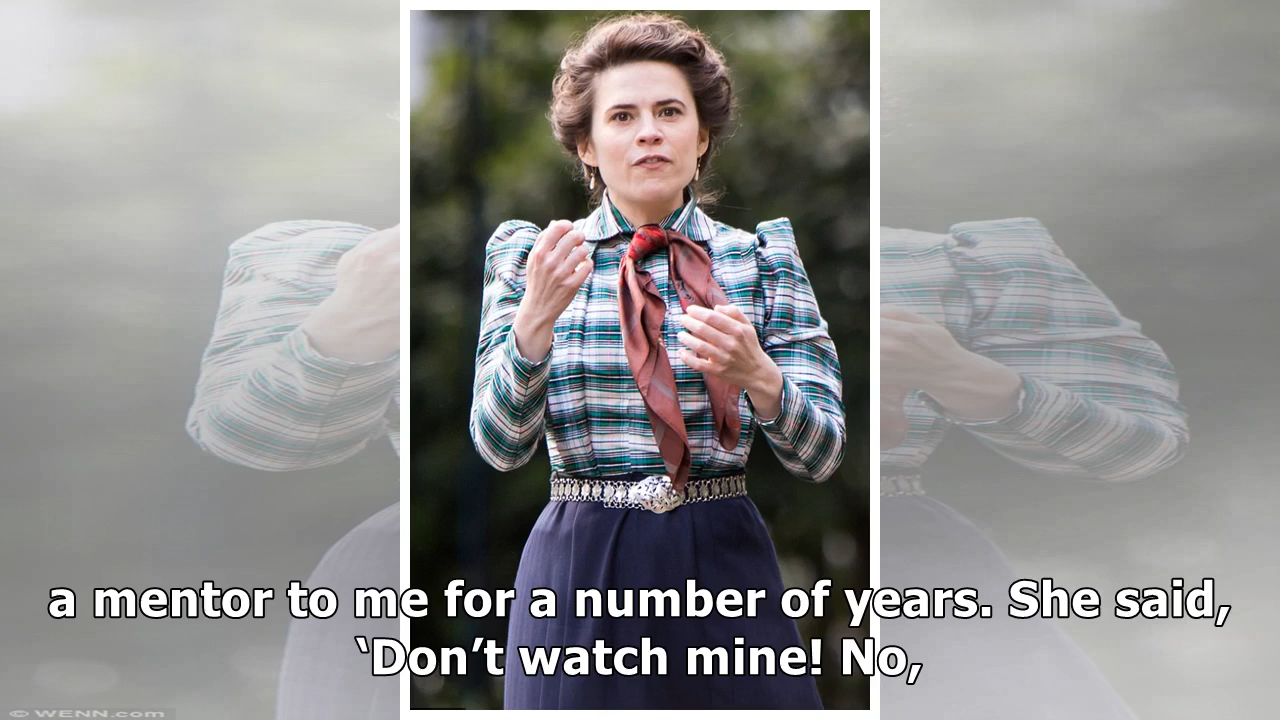 a mentor to me for a number of years. She said,
‘Don’t watch mine! No,
© WENN.com